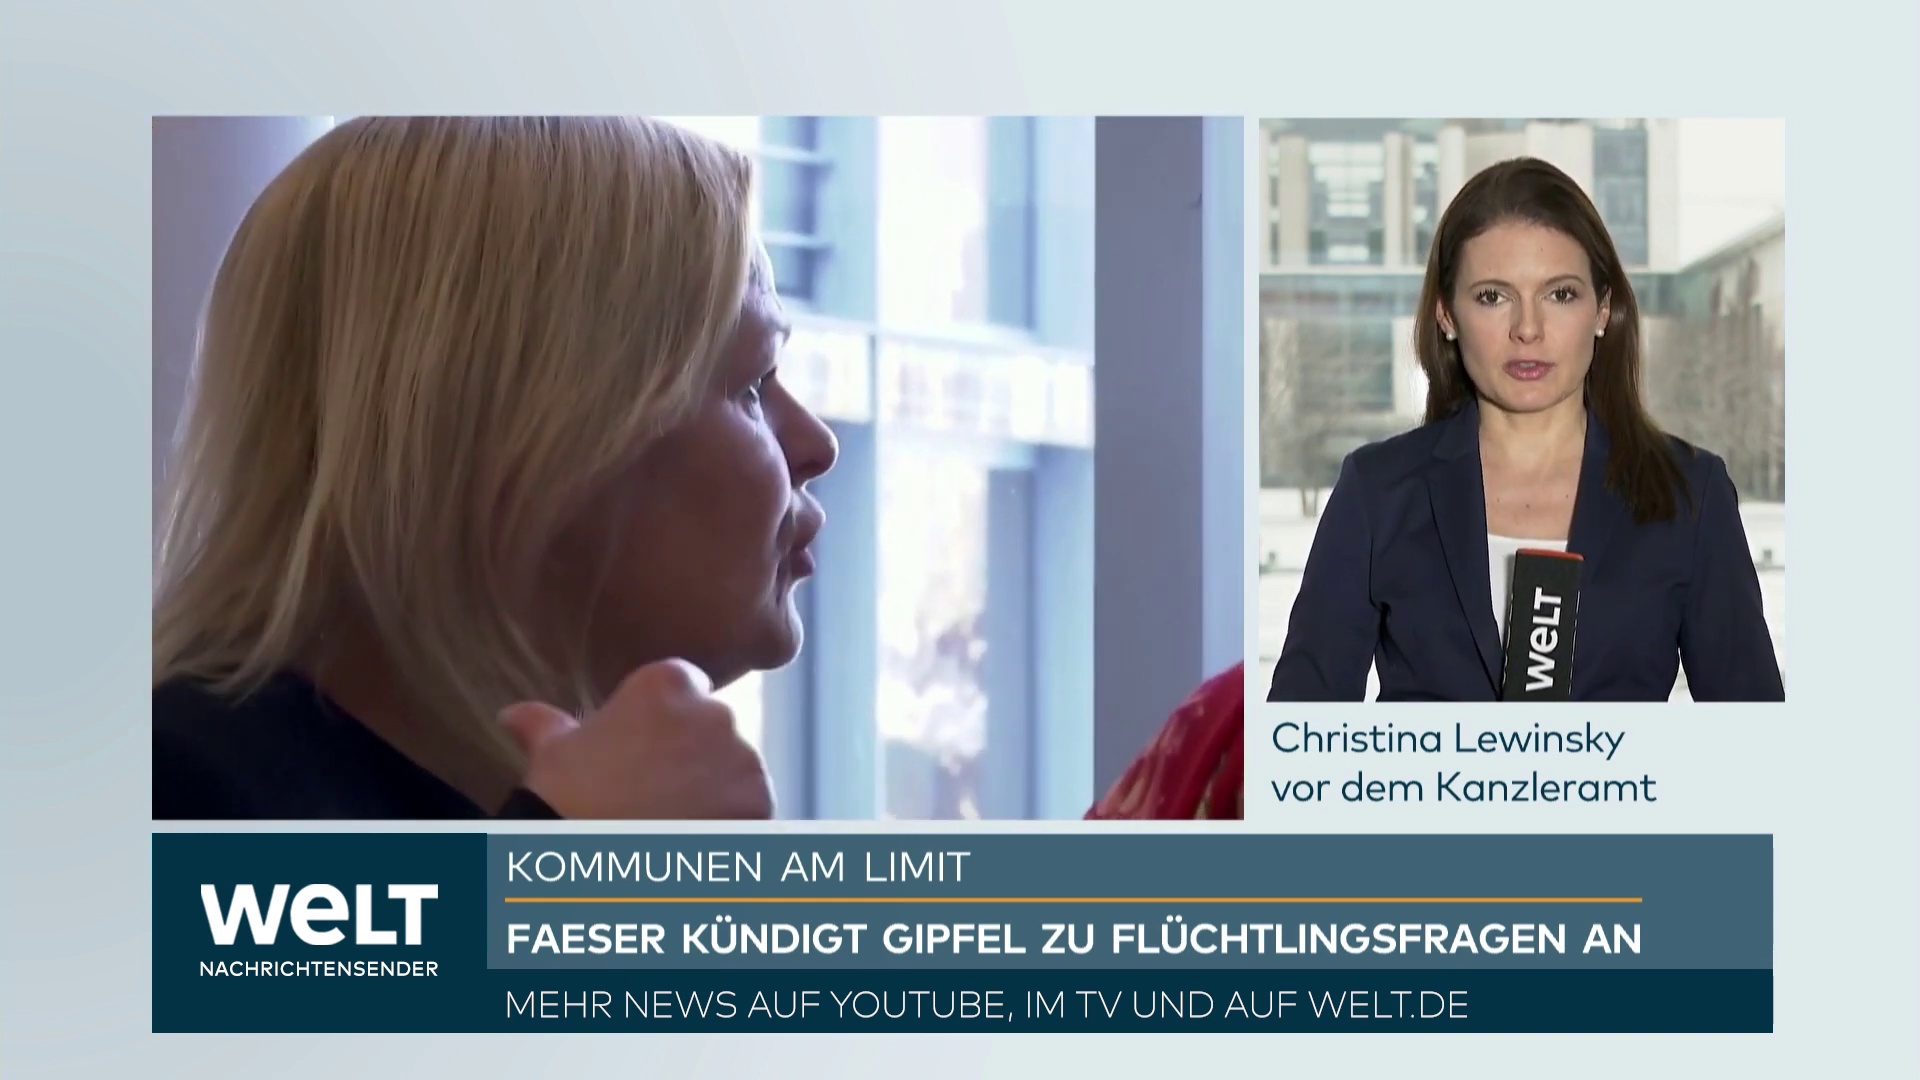 WELT
Christina Lewinsky
vor dem Kanzleramt
KOMMUNEN AM LIMIT
FAESER KÜNDIGT GIPFEL ZU FLÜCHTLINGSFRAGEN AN
WELT
NACHRICHTENSENDER
MEHR NEWS AUF YOUTUBE, IM TV UND AUF WELT.DE